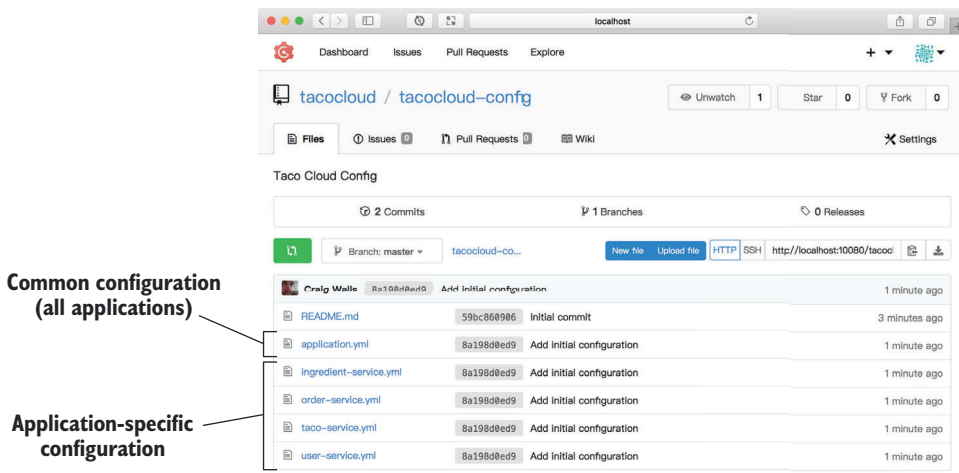 localhost
Dashboard Issues Pull Requests Explore
tacocloud / tacocloud-config
Unwatch 1 Star 0 Fork 0
Files Issues 0 Pull Requests 0 Wiki Settings
Taco Cloud Config
2 Commits 1 Branches 0 Releases
Branch: master tacocloud-co... New file Upload file HTTP SSH http://localhost:10080/tacocl
Craig Walls 8a198d0ed9 Add initial configuration 1 minute ago
README.md 59bc860906 Initial commit 3 minutes ago
application.yml 8a198d0ed9 Add initial configuration 1 minute ago
ingredient-service.yml 8a198d0ed9 Add initial configuration 1 minute ago
order-service.yml 8a198d0ed9 Add initial configuration 1 minute ago
taco-service.yml 8a198d0ed9 Add initial configuration 1 minute ago
user-service.yml 8a198d0ed9 Add initial configuration 1 minute ago
Common configuration
(all applications)
Application-specific
configuration